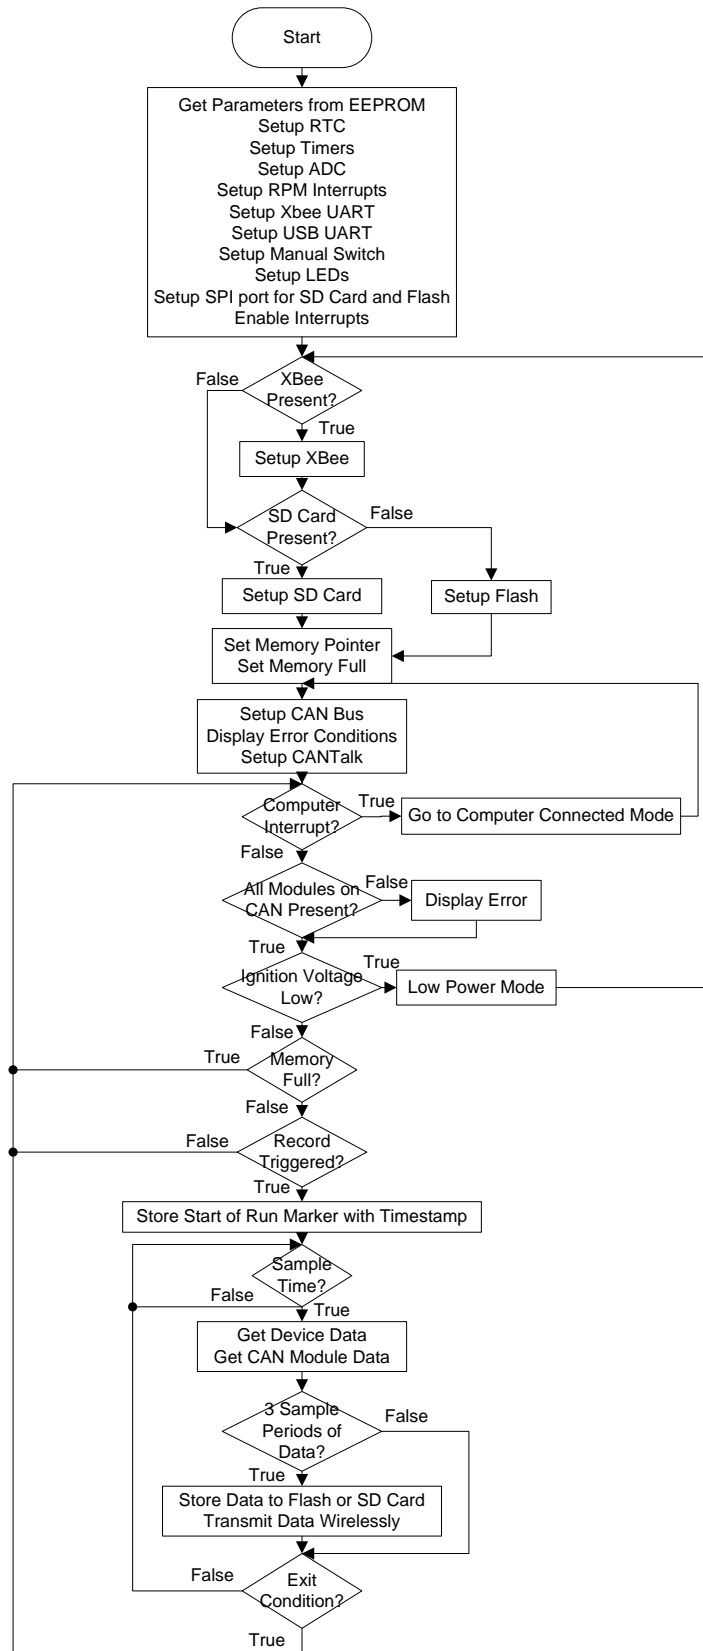 Start
Get Parameters from EEPROM
Setup RTC
Setup Timers
Setup ADC
Setup RPM Interrupts
Setup Xbee UART
Setup USB UART
Setup Manual Switch
Setup LEDs
Setup SPI port for SD Card and Flash
Enable Interrupts
False
XBee
Present?
True
Setup XBee
SD Card
Present?
False
True
Setup SD Card
Setup Flash
Set Memory Pointer
Set Memory Full
Setup CAN Bus
Display Error Conditions
Setup CANTalk
Computer
Interrupt?
True
Go to Computer Connected Mode
False
All Modules on
CAN Present?
False
Display Error
True
Ignition Voltage
Low?
True
Low Power Mode
False
True
Memory
Full?
False
False
Record
Triggered?
True
Store Start of Run Marker with Timestamp
Sample
Time?
False
True
Get Device Data
Get CAN Module Data
3 Sample
Periods of
Data?
False
True
Store Data to Flash or SD Card
Transmit Data Wirelessly
False
Exit
Condition?
True